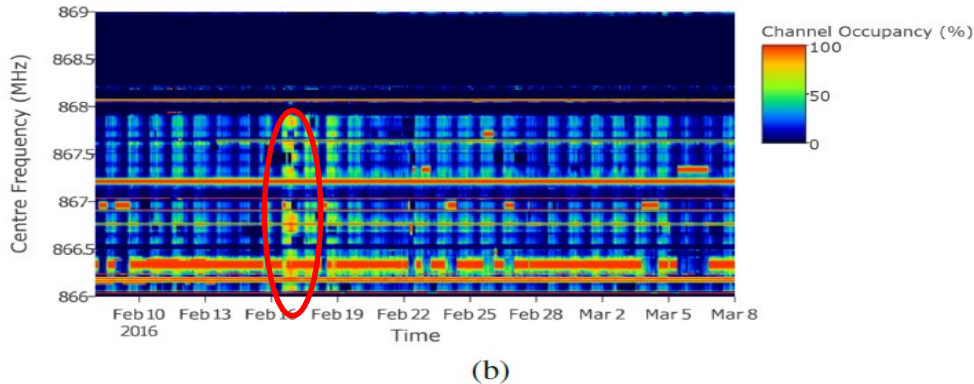 869
868.5
868
867.5
867
866.5
866
Centre Frequency (MHz)
Feb 10
2016
Feb 13
Feb 16
Feb 19
Feb 22
Feb 25
Feb 28
Mar 2
Mar 5
Mar 8
Time
Channel Occupancy (%)
100
50
0
(b)